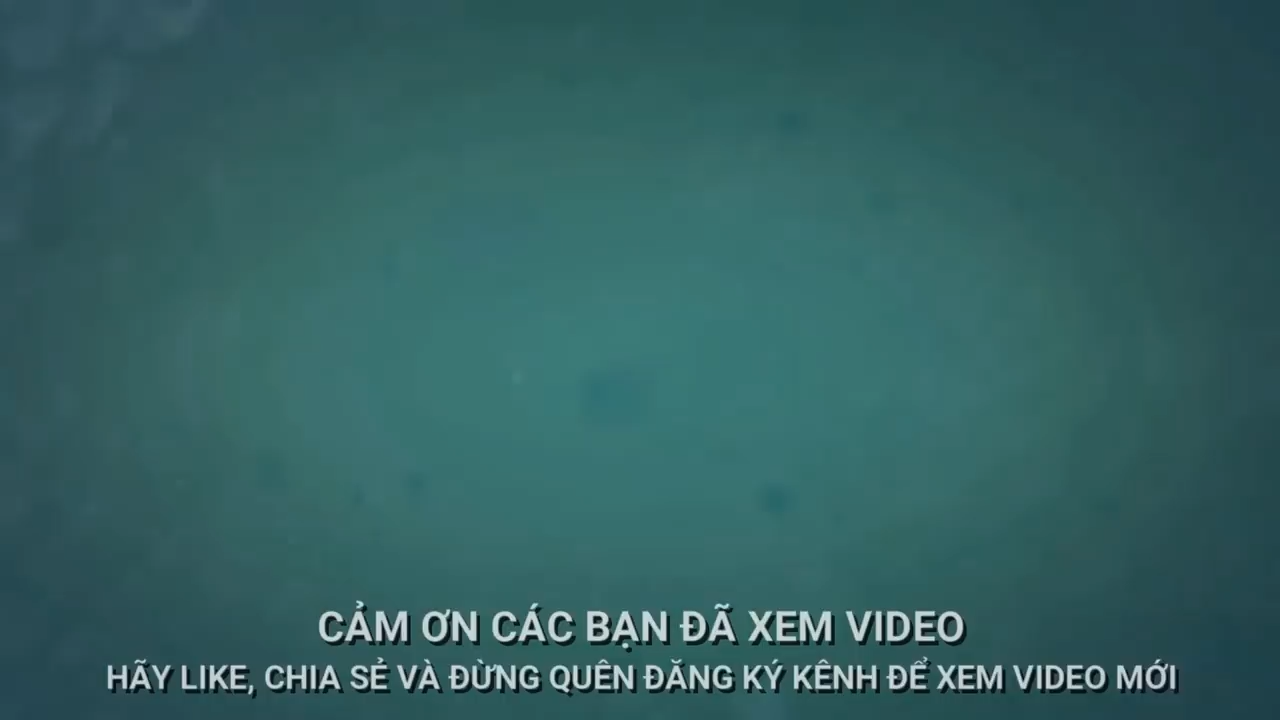 CẢM ƠN CÁC BẠN ĐÃ XEM VIDEO
HÃY LIKE, CHIA SẺ VÀ ĐỪNG QUÊN ĐĂNG KÝ KÊNH ĐỂ XEM VIDEO MỚI